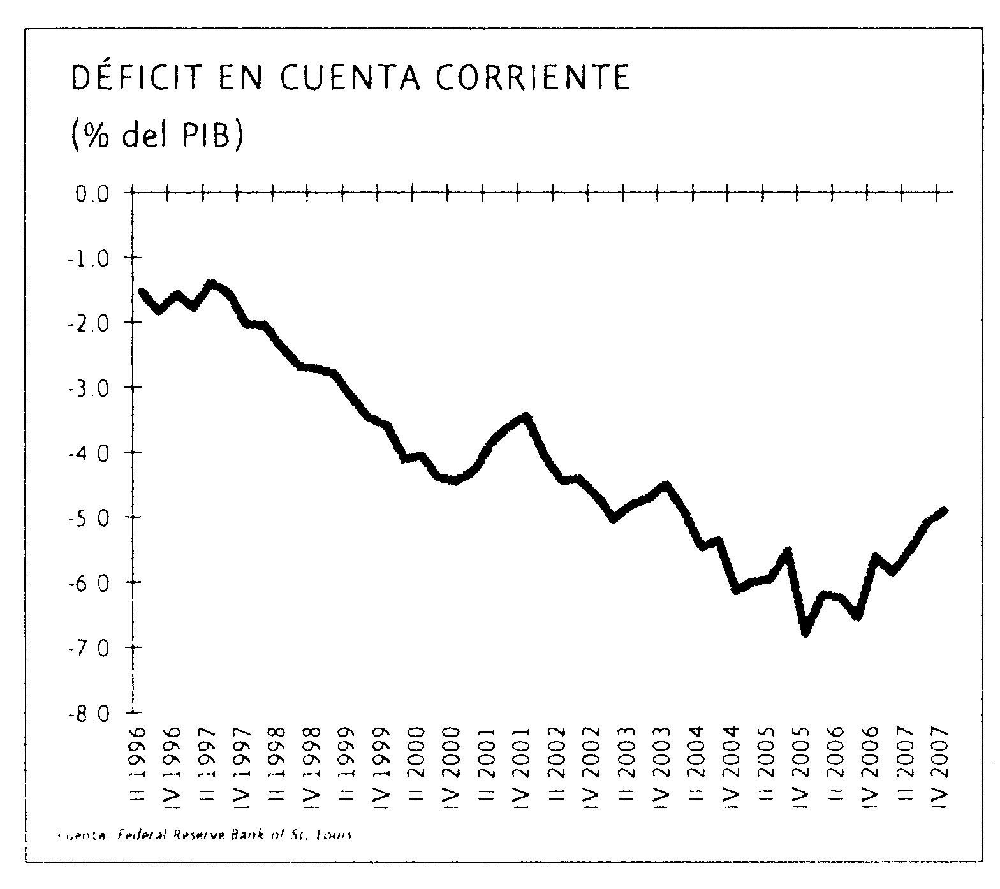 DÉFICIT EN CUENTA CORRIENTE
(% del PIB)
0.0
-1.0
-2.0
-3.0
-4.0
-5.0
-6.0
-7.0
-8.0
II 1996
IV 1996
II 1997
IV 1997
II 1998
IV 1998
II 1999
IV 1999
II 2000
IV 2000
II 2001
IV 2001
II 2002
IV 2002
II 2003
IV 2003
II 2004
IV 2004
II 2005
IV 2005
II 2006
IV 2006
II 2007
IV 2007
Fuente: Federal Reserve Bank of St. Louis